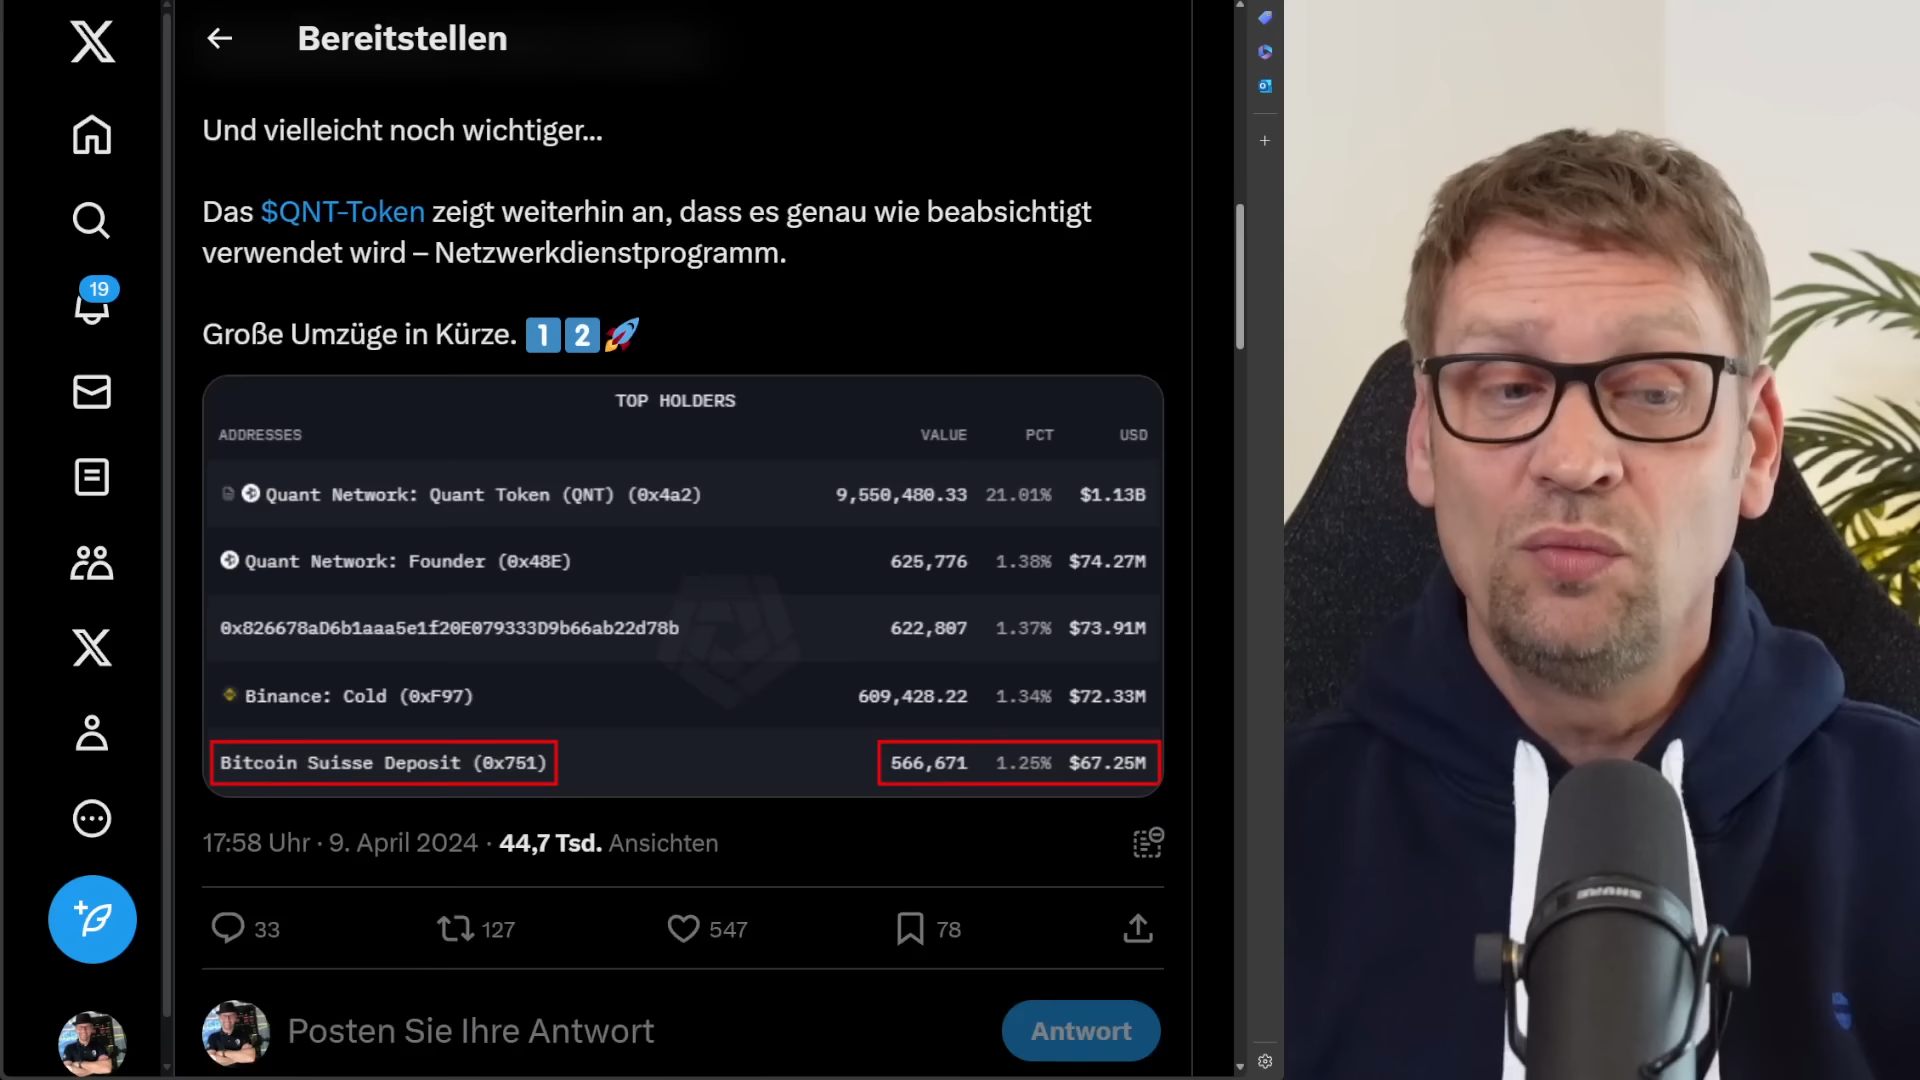 Bereitstellen
Und vielleicht noch wichtiger...
Das $QNT-Token zeigt weiterhin an, dass es genau wie beabsichtigt
verwendet wird – Netzwerkdienstprogramm.
Große Umzüge in Kürze. 1️⃣2️⃣🚀
TOP HOLDERS
ADDRESSES VALUE PCT USD
Quant Network: Quant Token (QNT) (0x4a2) 9,550,480.33 21.01% $1.13B
Quant Network: Founder (0x48E) 625,776 1.38% $74.27M
0x826678aD6b1aaa5e1f20E079333D9b66ab22d78b 622,807 1.37% $73.91M
Binance: Cold (0xF97) 609,428.22 1.34% $72.33M
Bitcoin Suisse Deposit (0x751) 566,671 1.25% $67.25M
17:58 Uhr · 9. April 2024 · 44,7 Tsd. Ansichten
33 127 547 78
Posten Sie Ihre Antwort Antwort
19
SHURE